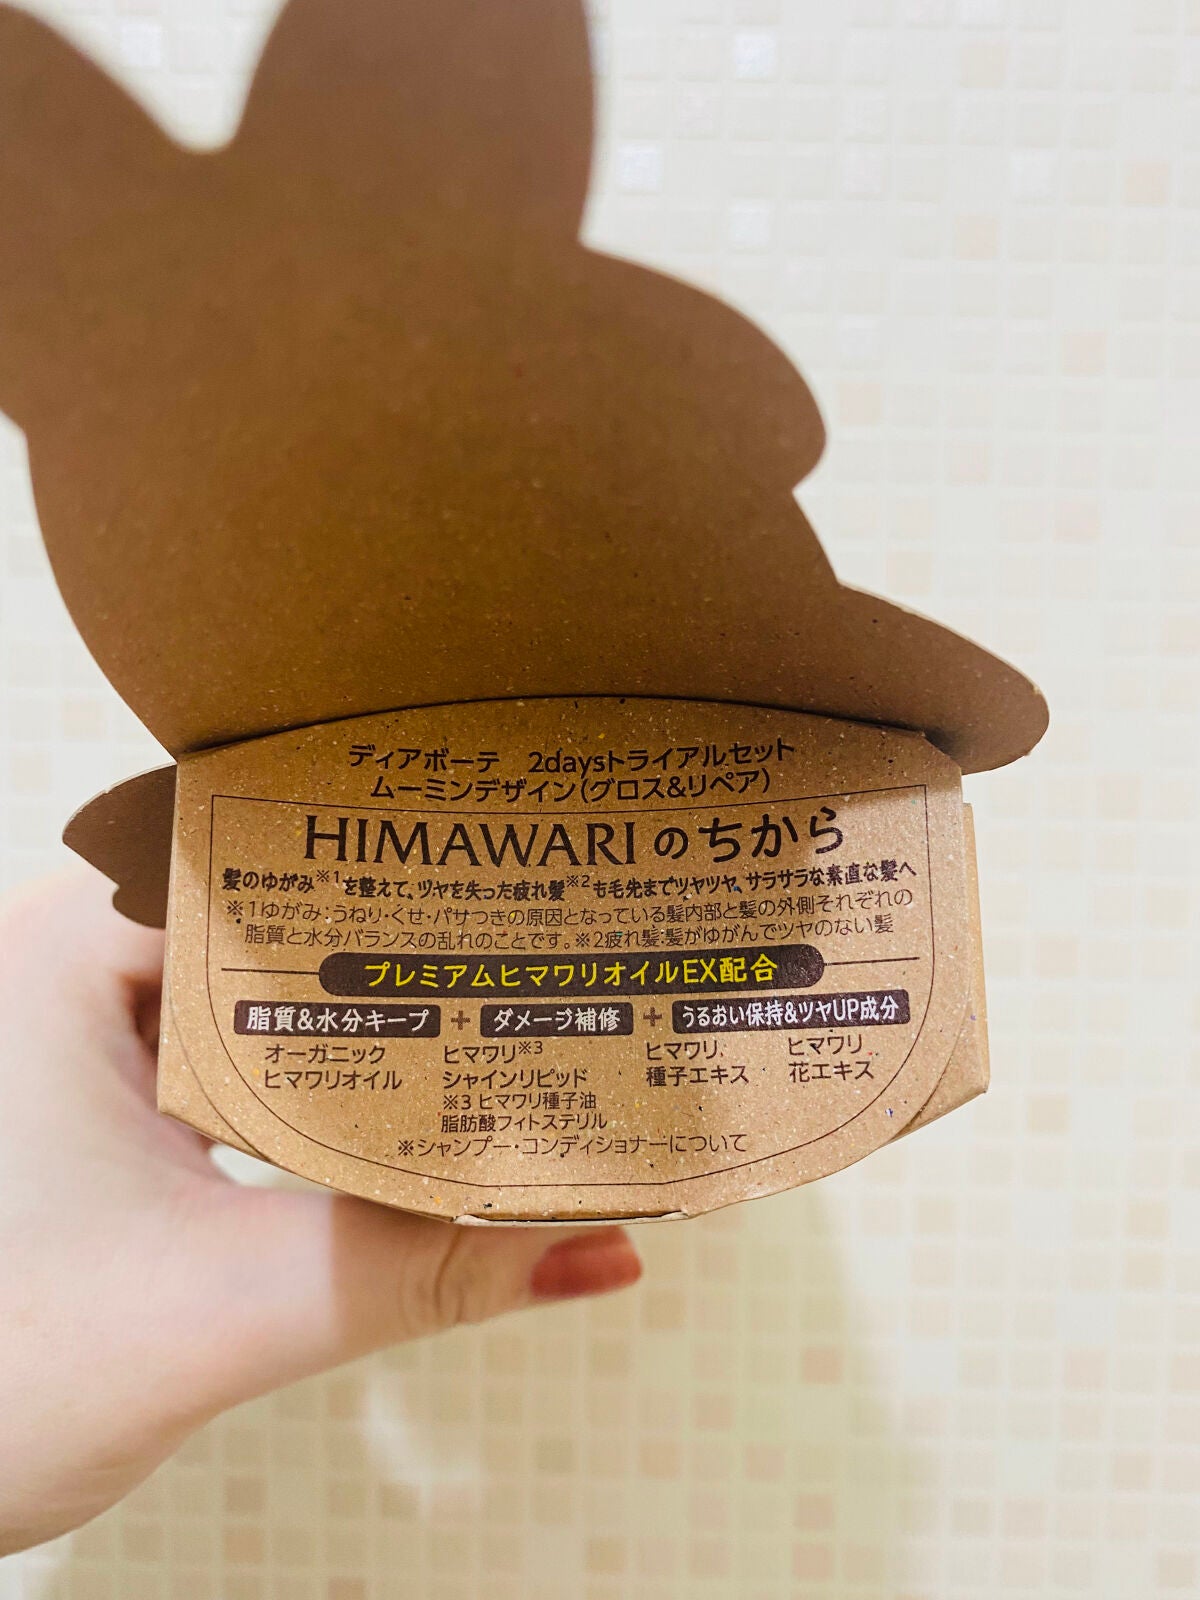 ディアボーテ 2daysトライアルセット
ムーミンデザイン(グロス&リペア)
HIMAWARIのちから
髪のゆがみ※1を整えて、ツヤを失った疲れ髪※2も毛先までツヤツヤ、サラサラな素直な髪へ
※1ゆがみ:うねり・くせ・パサつきの原因となっている髪内部と髪の外側それぞれの
脂質と水分バランスの乱れのことです。※2疲れ髪:髪がゆがんでツヤのない髪
プレミアムヒマワリオイルEX配合
脂質&水分キープ + ダメージ補修 + うるおい保持&ツヤUP成分
オーガニック ヒマワリ※3 ヒマワリ ヒマワリ
ヒマワリオイル シャインリピッド 種子エキス 花エキス
※3 ヒマワリ種子油
脂肪酸フィトステリル
※シャンプー・コンディショナーについて